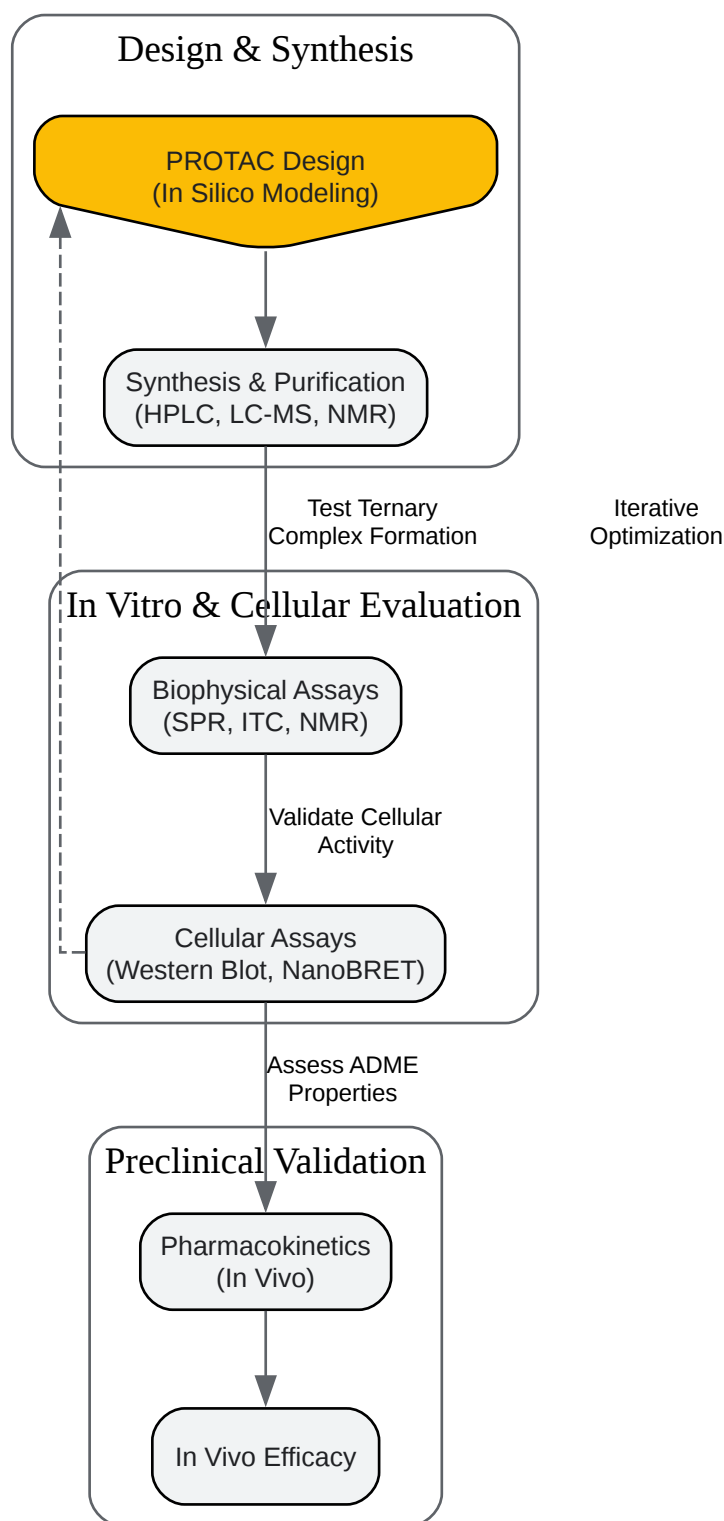 Design & Synthesis
PROTAC Design
(In Silico Modeling)
Synthesis & Purification
(HPLC, LC-MS, NMR)
Test Ternary
Complex Formation
Iterative
Optimization
In Vitro & Cellular Evaluation
Biophysical Assays
(SPR, ITC, NMR)
Validate Cellular
Activity
Cellular Assays
(Western Blot, NanoBRET)
Assess ADME
Properties
Preclinical Validation
Pharmacokinetics
(In Vivo)
In Vivo Efficacy